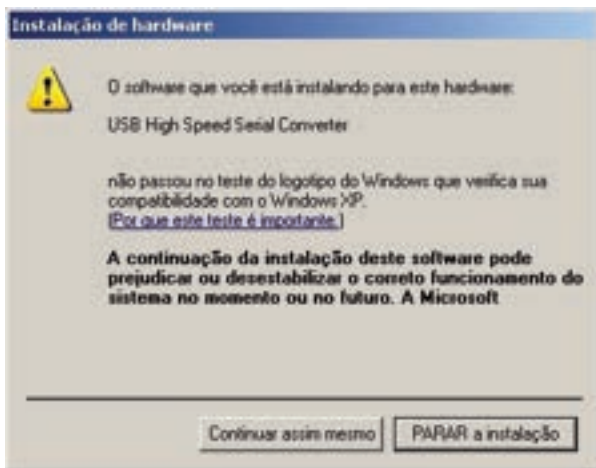 Instalação de hardware
O software que você está instalando para este hardware:
USB High Speed Serial Converter
não passou no teste do logotipo do Windows que verifica sua
compatibilidade com o Windows XP.
(Por que este teste é importante.)
A continuação da instalação deste software pode
prejudicar ou desestabilizar o correto funcionamento do
sistema no momento ou no futuro. A Microsoft
Continuar assim mesmo
PARAR a instalação